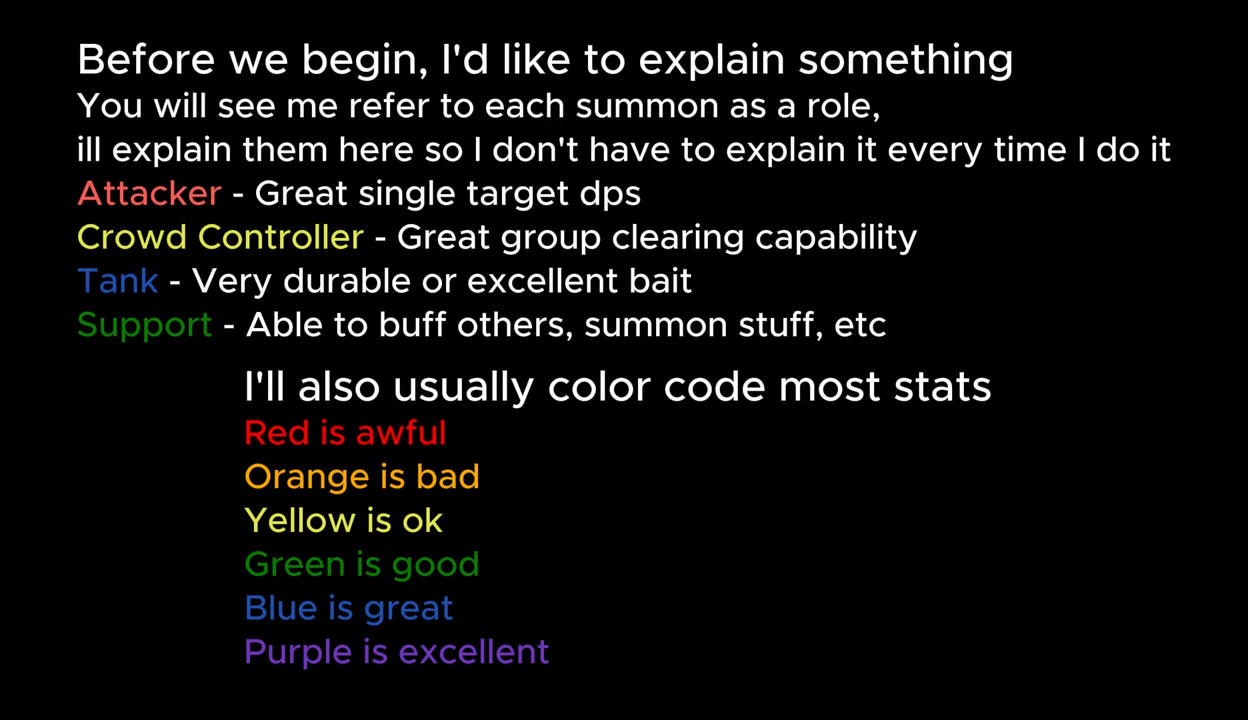 Before we begin, I'd like to explain something
You will see me refer to each summon as a role,
ill explain them here so I don't have to explain it every time I do it
Attacker - Great single target dps
Crowd Controller - Great group clearing capability
Tank - Very durable or excellent bait
Support - Able to buff others, summon stuff, etc
I'll also usually color code most stats
Red is awful
Orange is bad
Yellow is ok
Green is good
Blue is great
Purple is excellent